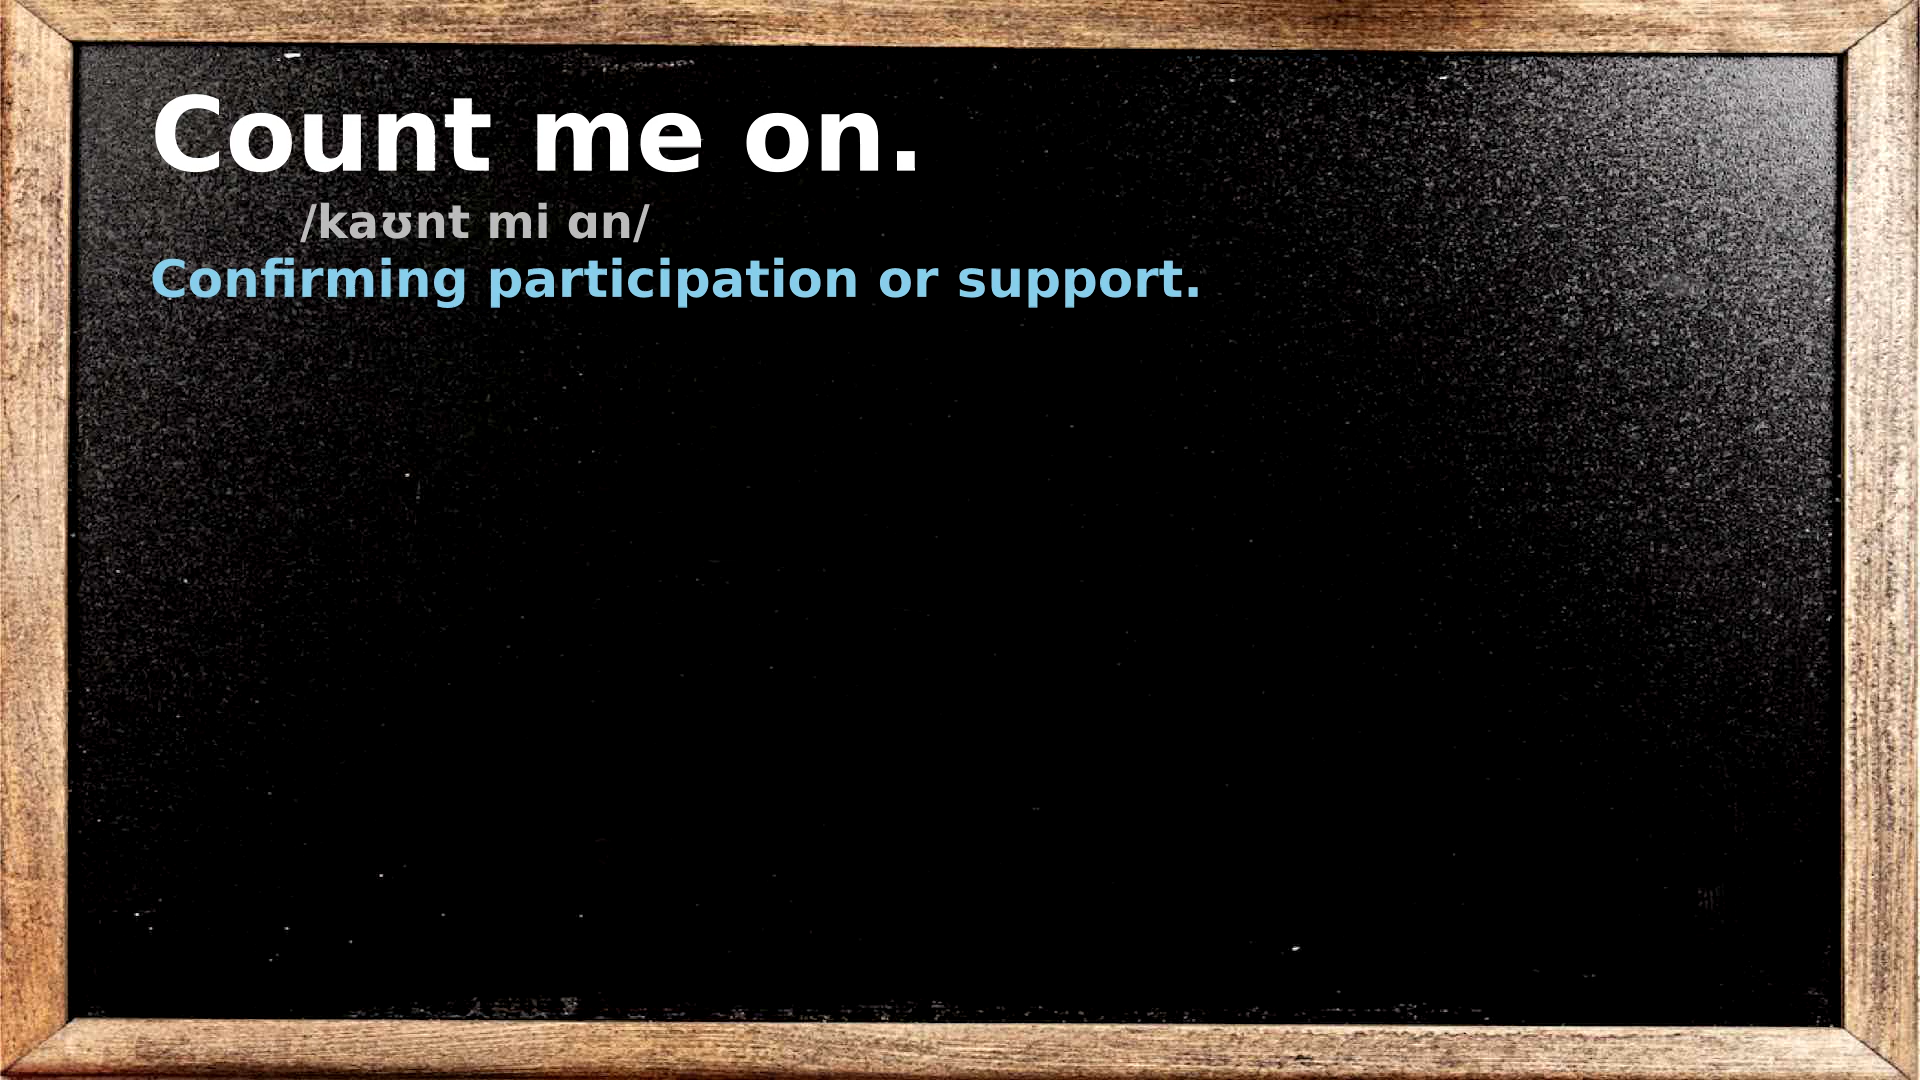 Count me on.
/kaʊnt mi ɑn/
Confirming participation or support.